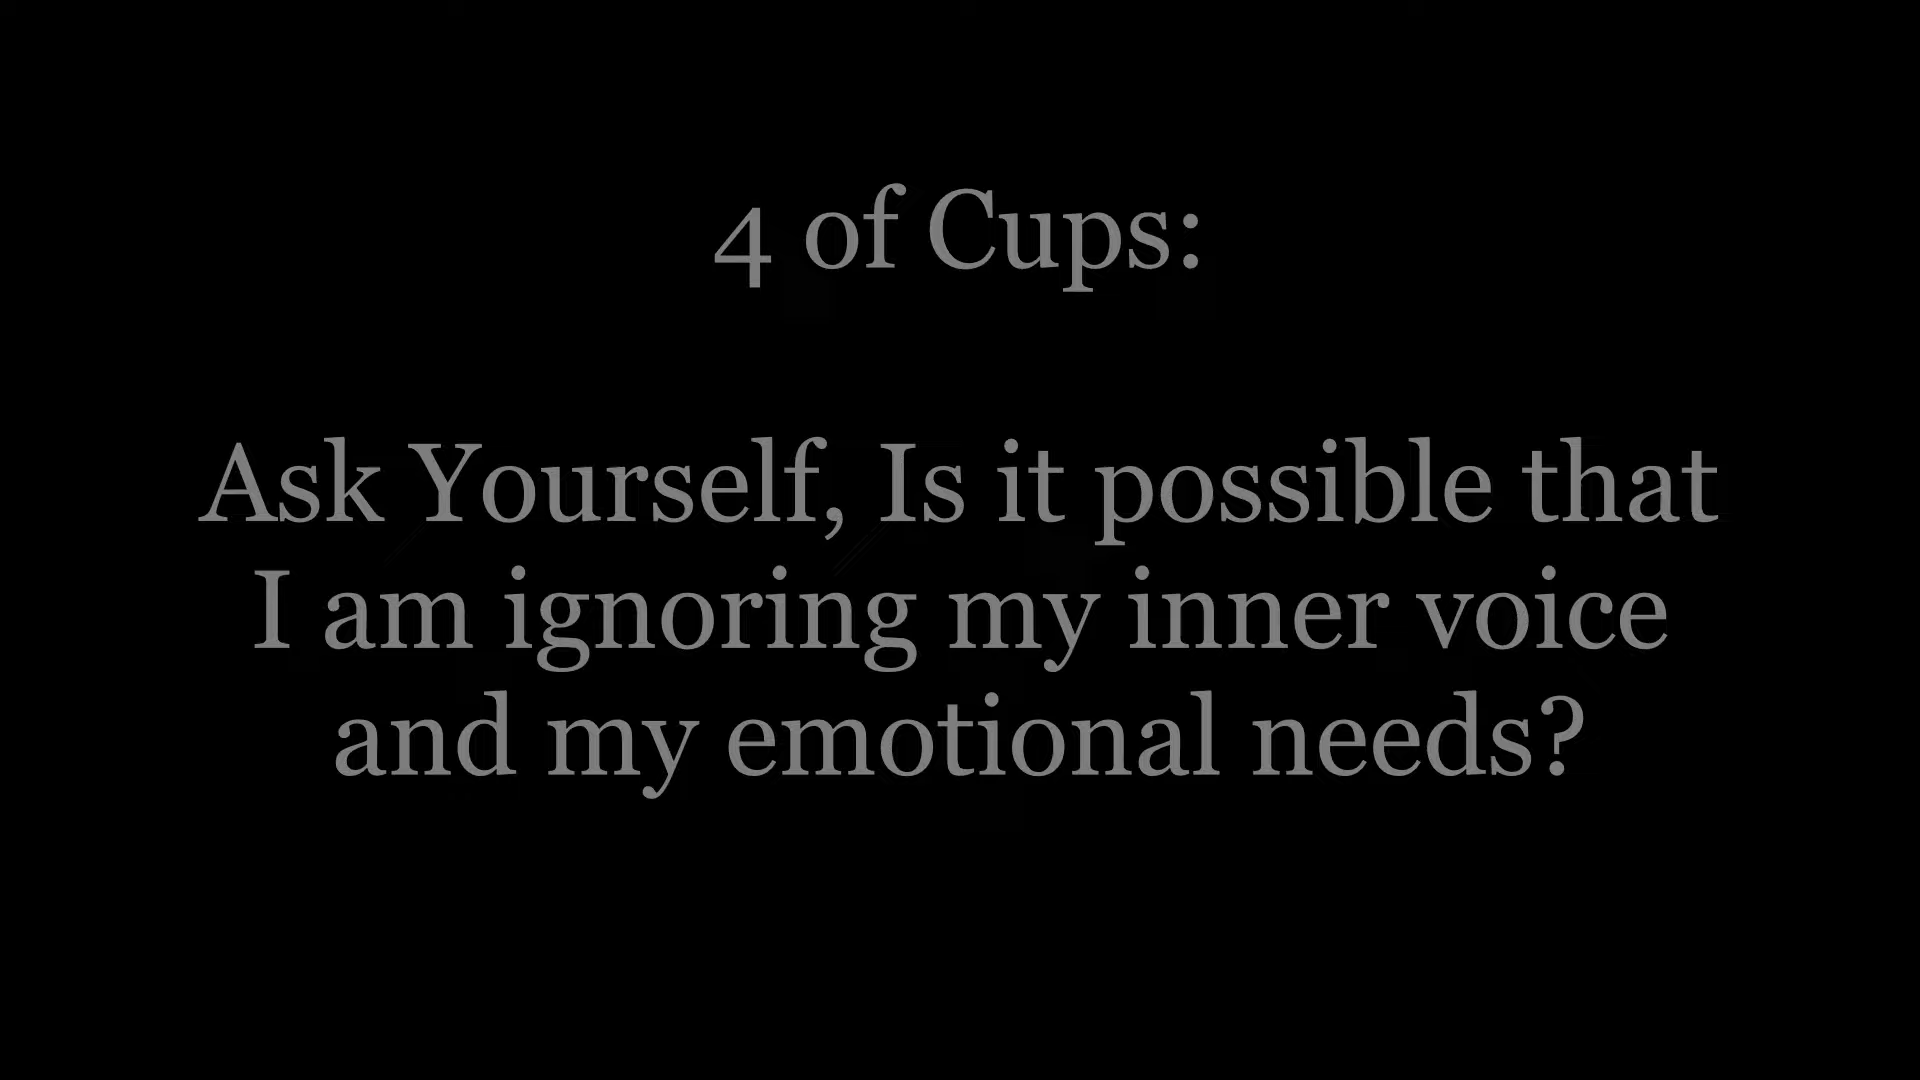 4 of Cups:
Ask Yourself, Is it possible that
I am ignoring my inner voice
and my emotional needs?